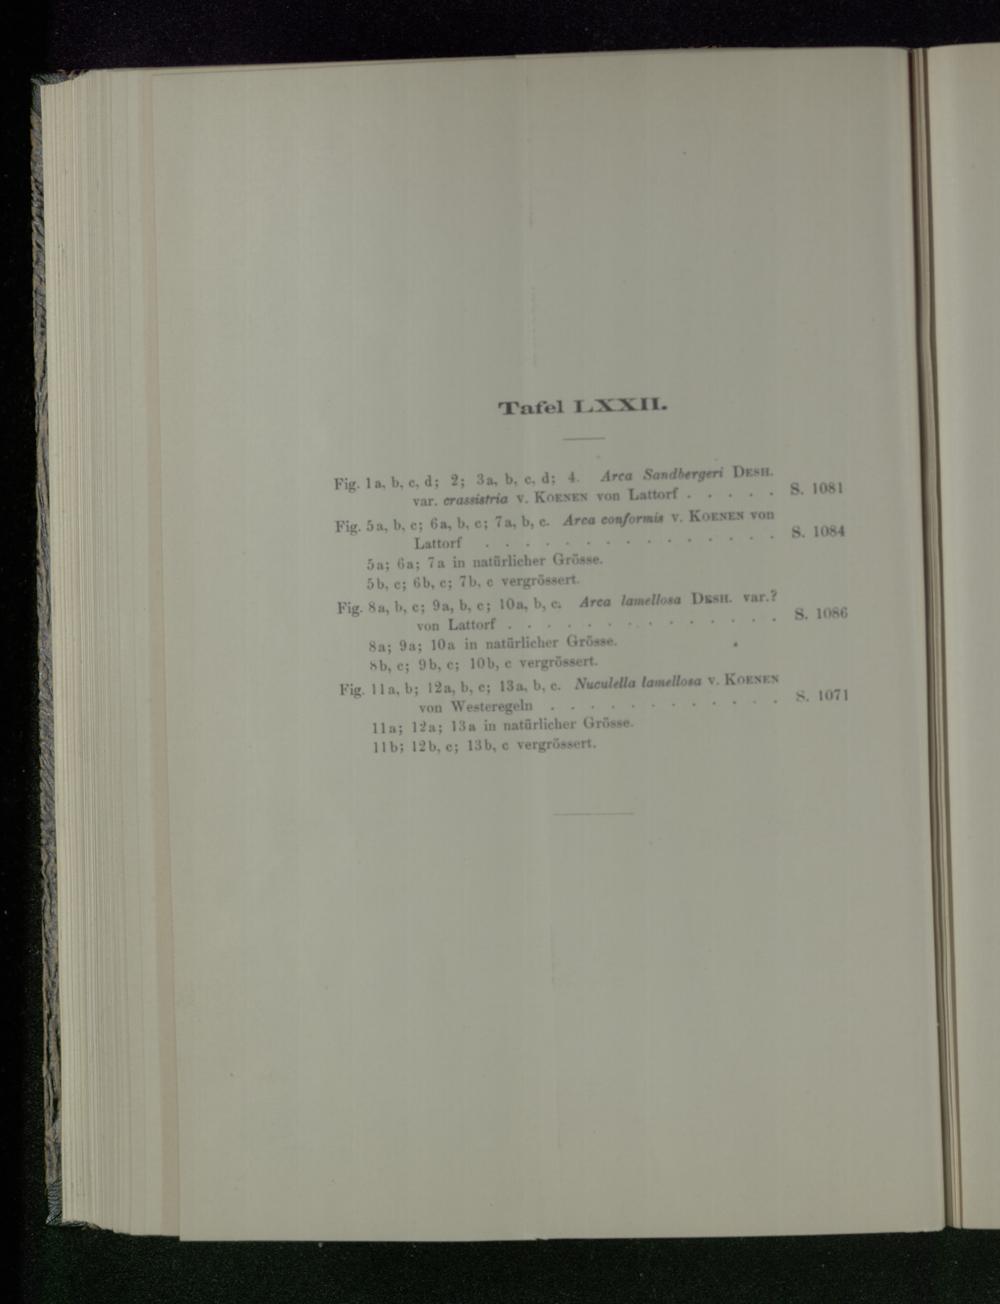 Tafel LXXII.
Fig. 1a, b, c, d; 2; 3a, b, c, d; 4. Arca Sandbergeri Desh.
var. crassistria v. Koenen von Lattorf . . . . . S. 1081
Fig. 5a, b, c; 6a, b, c; 7a, b, c. Arca conformis v. Koenen von
Lattorf . . . . . . . . . . . . . . . S. 1084
5a; 6a; 7a in natürlicher Grösse.
5b, c; 6b, c; 7b, c vergrössert.
Fig. 8a, b, c; 9a, b, c; 10a, b, c. Arca lamellosa Desh. var.?
von Lattorf . . . . . . . . . . . . . . S. 1086
8a; 9a; 10a in natürlicher Grösse.
8b, c; 9b, c; 10b, c vergrössert.
Fig. 11a, b; 12a, b, c; 13a, b, c. Nuculella lamellosa v. Koenen
von Westeregeln . . . . . . . . . . . . S. 1071
11a; 12a; 13a in natürlicher Grösse.
11b; 12b, c; 13b, c vergrössert.